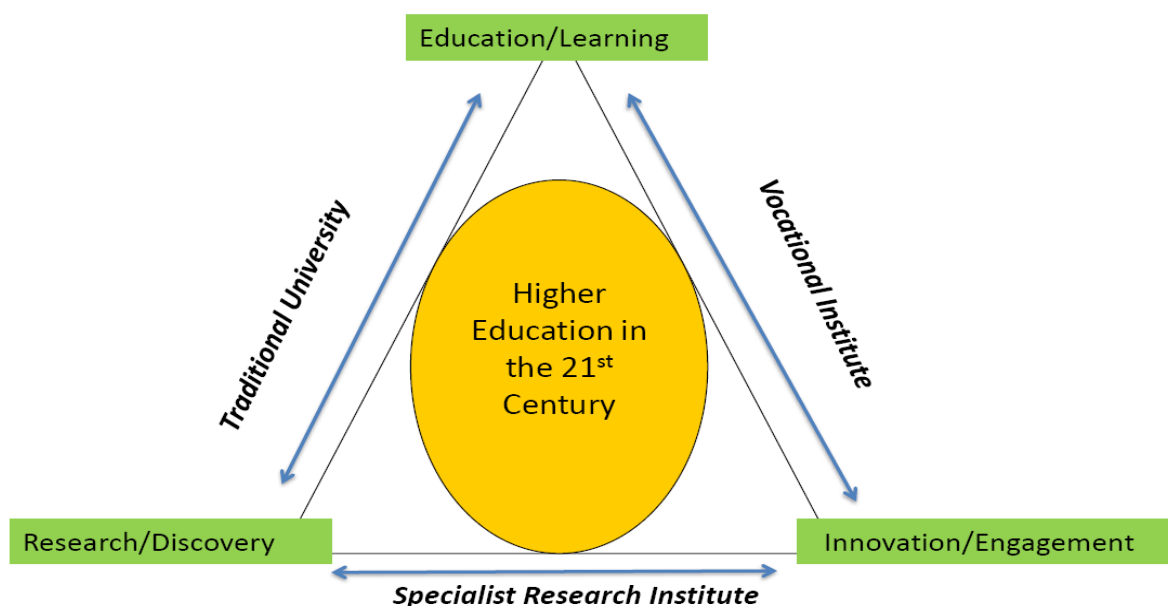 Education/Learning
Traditional University
Vocational Institute
Higher
Education in
the 21st
Century
Research/Discovery
Innovation/Engagement
Specialist Research Institute